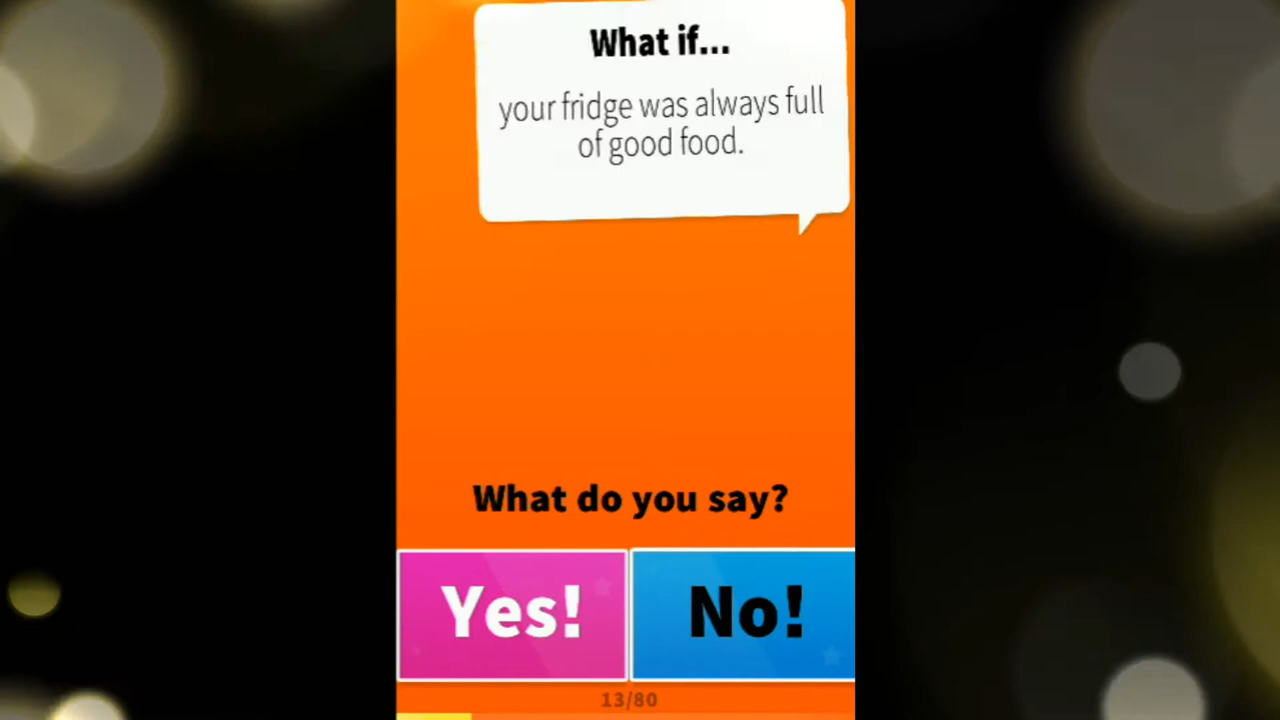 What if...
your fridge was always full
of good food.
What do you say?
Yes!
No!
13/80